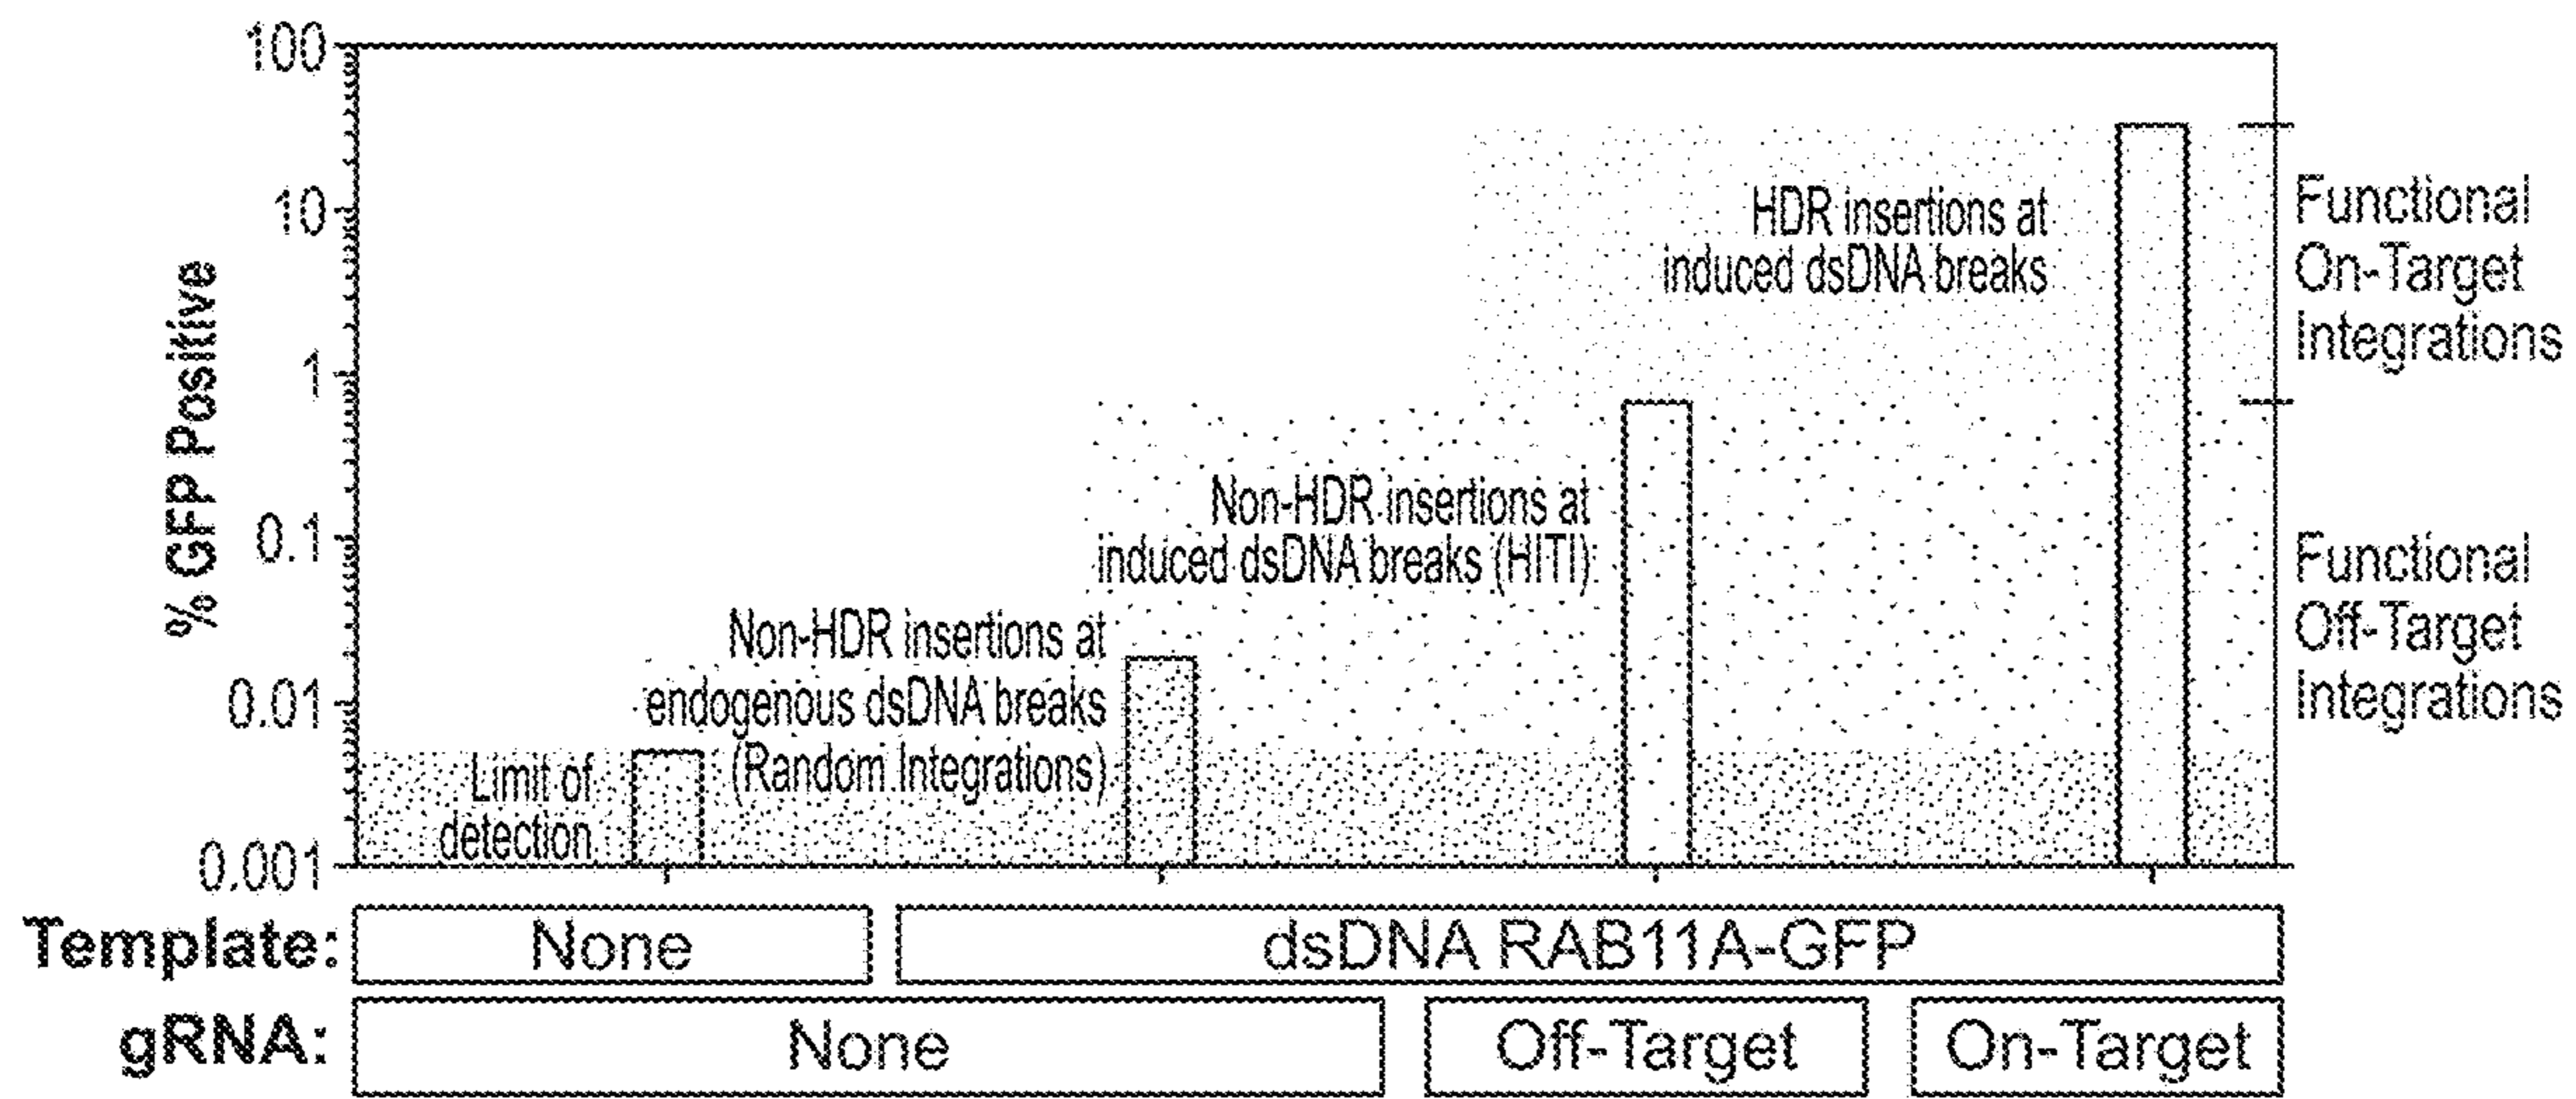 100
10
1
0.1
0.01
0.001
% GFP Positive
Limit of
detection
Non-HDR insertions at
endogenous dsDNA breaks
(Random Integrations)
Non-HDR insertions at
induced dsDNA breaks (HITI)
HDR insertions at
induced dsDNA breaks
Functional
On-Target
Integrations
Functional
Off-Target
Integrations
Template: None dsDNA RAB11A-GFP
gRNA: None Off-Target On-Target